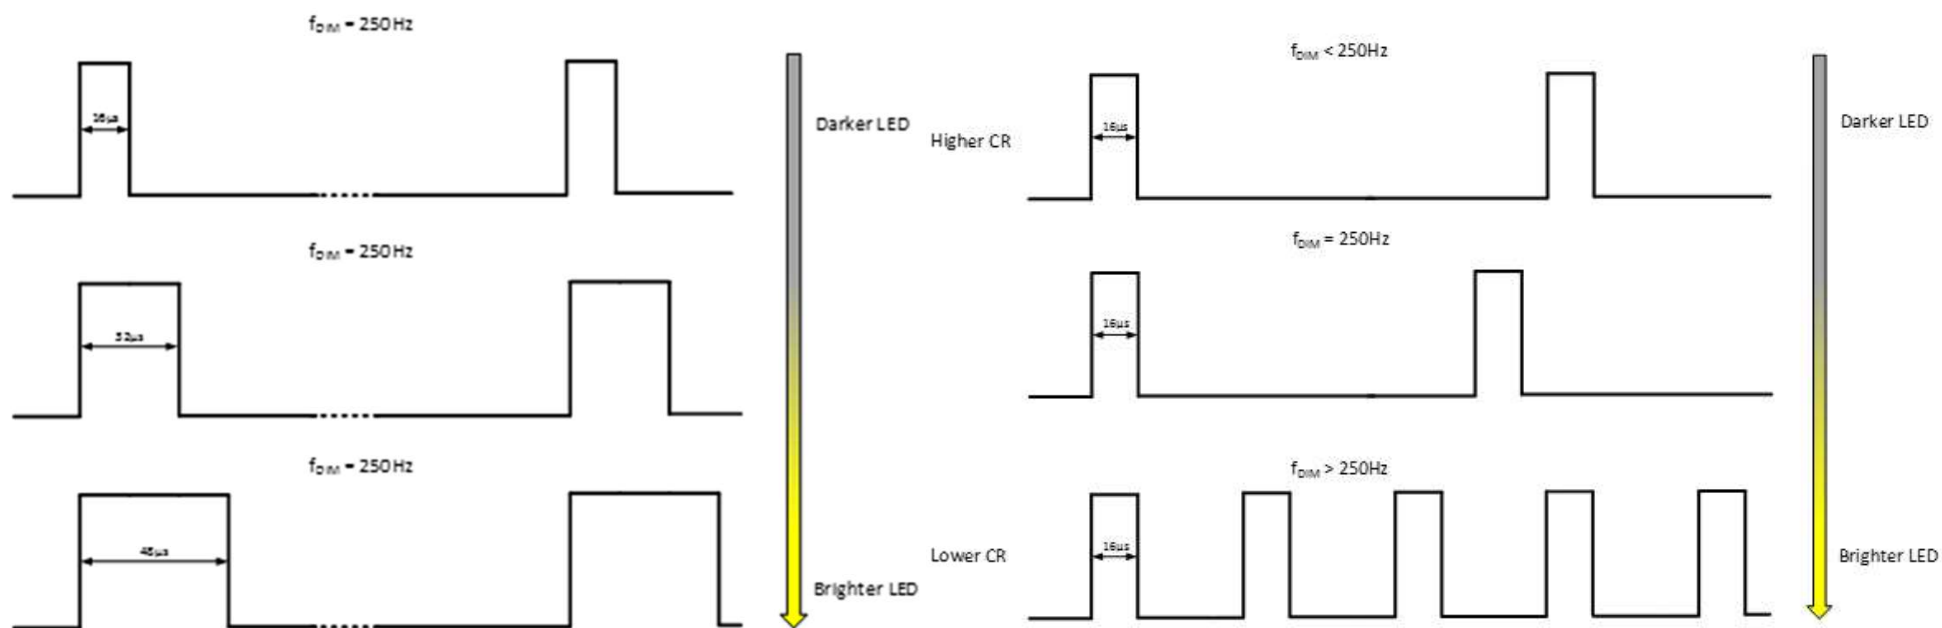 fDIM = 250Hz
16µs
Darker LED
fDIM = 250Hz
32µs
fDIM = 250Hz
48µs
Brighter LED
fDIM < 250Hz
Higher CR
16µs
Darker LED
fDIM = 250Hz
16µs
fDIM > 250Hz
Lower CR
16µs
Brighter LED